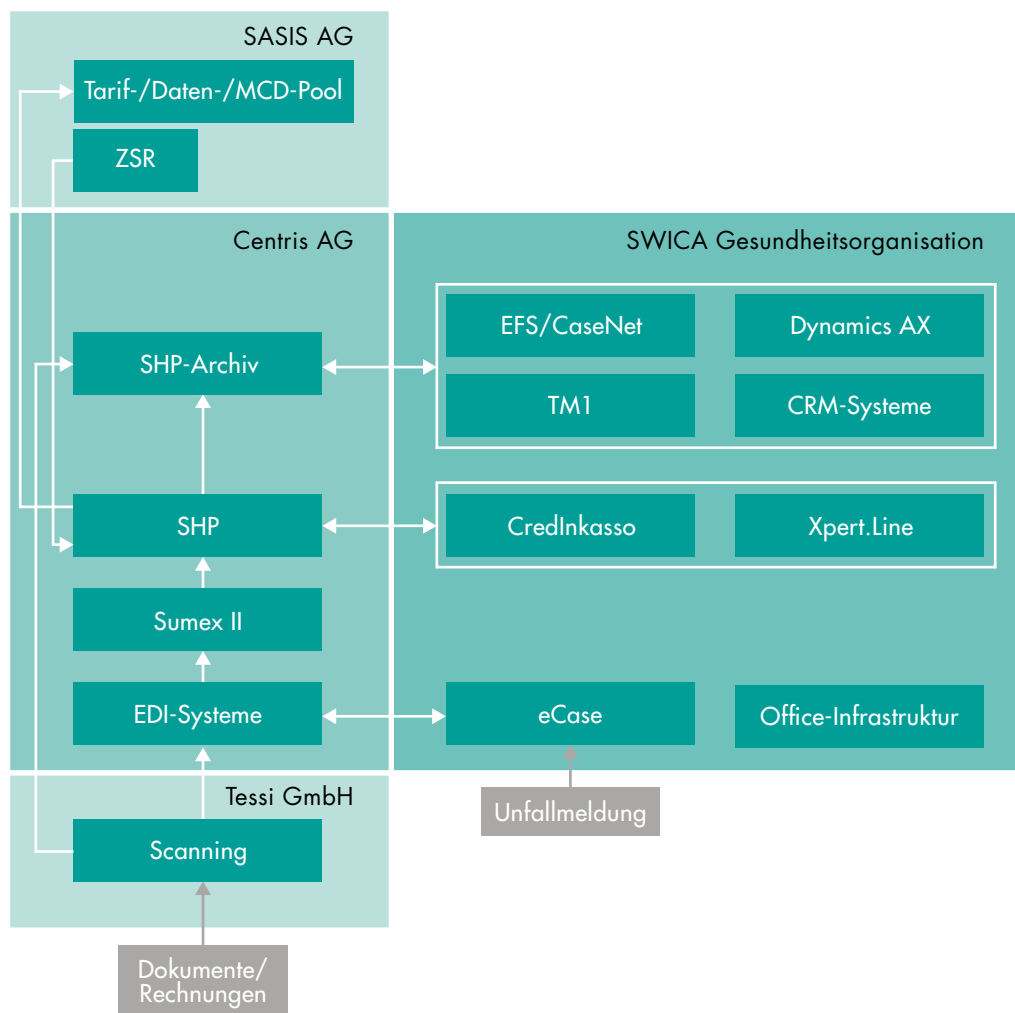 SASIS AG
Tarif-/Daten-/MCD-Pool
ZSR
Centris AG
SHP-Archiv
SHP
Sumex II
EDI-Systeme
SWICA Gesundheitsorganisation
EFS/CaseNet
Dynamics AX
TM1
CRM-Systeme
CredInkasso
Xpert.Line
eCase
Office-Infrastruktur
Unfallmeldung
Tessi GmbH
Scanning
Dokumente/
Rechnungen